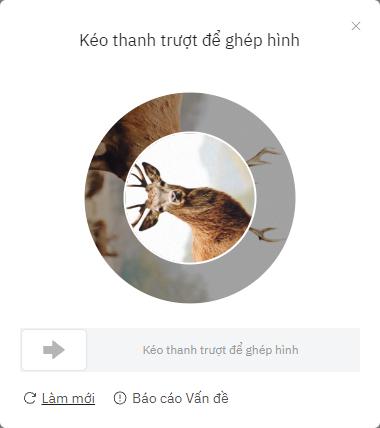 Kéo thanh trượt để ghép hình
Kéo thanh trượt để ghép hình
Làm mới
Báo cáo Vấn đề